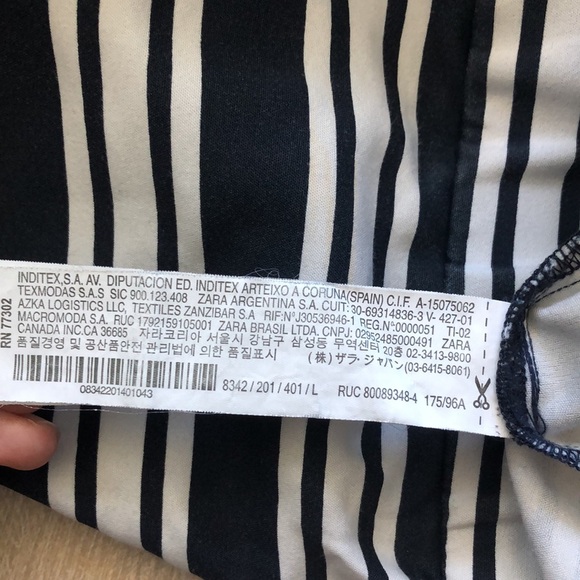 INDITEX,S.A. AV. DIPUTACION ED. INDITEX ARTEIXO A CORUNA(SPAIN) C.I.F. A-15075062
TEXMODAS S.A.S SIC 900.123.408 ZARA ARGENTINA S.A. CUIT:30-69314836-3 V- 427-01
AZKA LOGISTICS LLC, TEXTILES ZANZIBAR S.A RIF:NºJ30536946-1 REG.Nº:0000051 TI-02
MACROMODA S.A. RUC 1792159105001 ZARA BRASIL LTDA. CNPJ: 02485000491 ZARA
CANADA INC.CA 36685 자라코리아 서울시 강남구 삼성동 무역센터 20층 02-3413-9800
품질경영 및 공산품안전 관리법에 의한 품질표시 (株) ザラ・ジャパン(03-6415-8061)
RN 77302
08342201401043
8342 / 201 / 401 / L RUC 80089348-4 175/96A